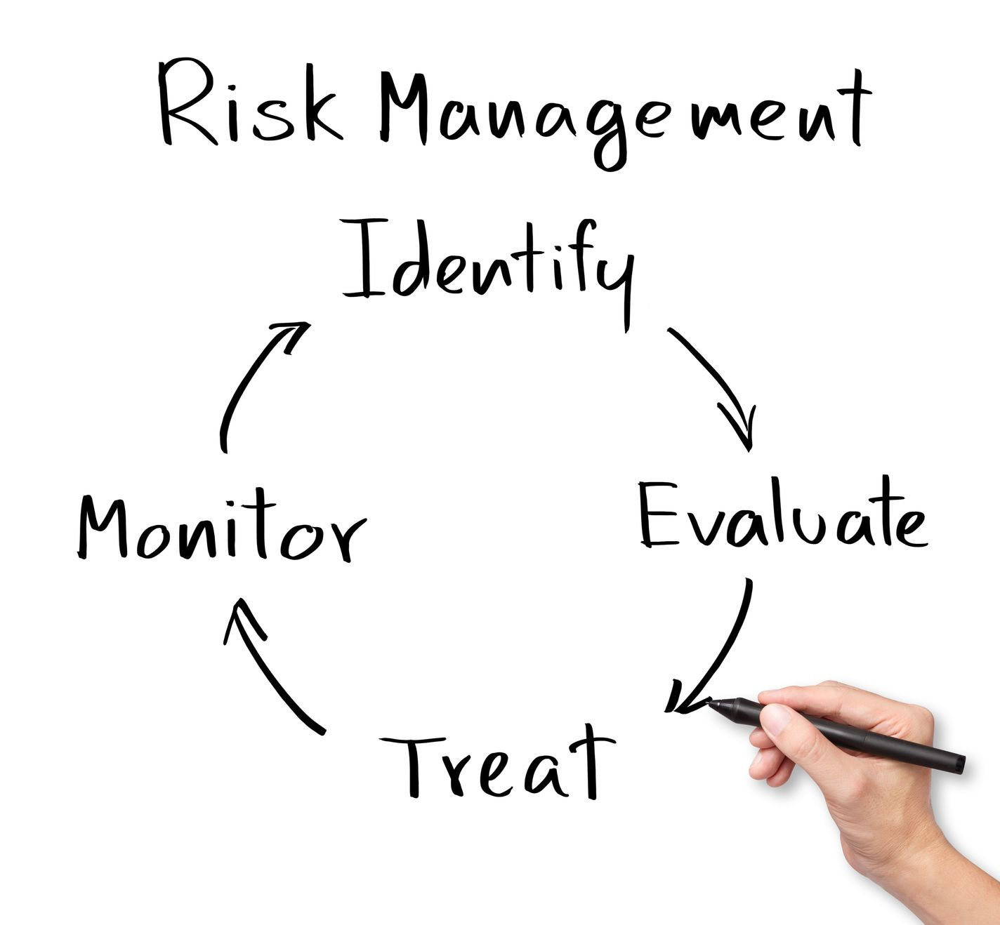 Risk Management
Identify
Evaluate
Treat
Monitor